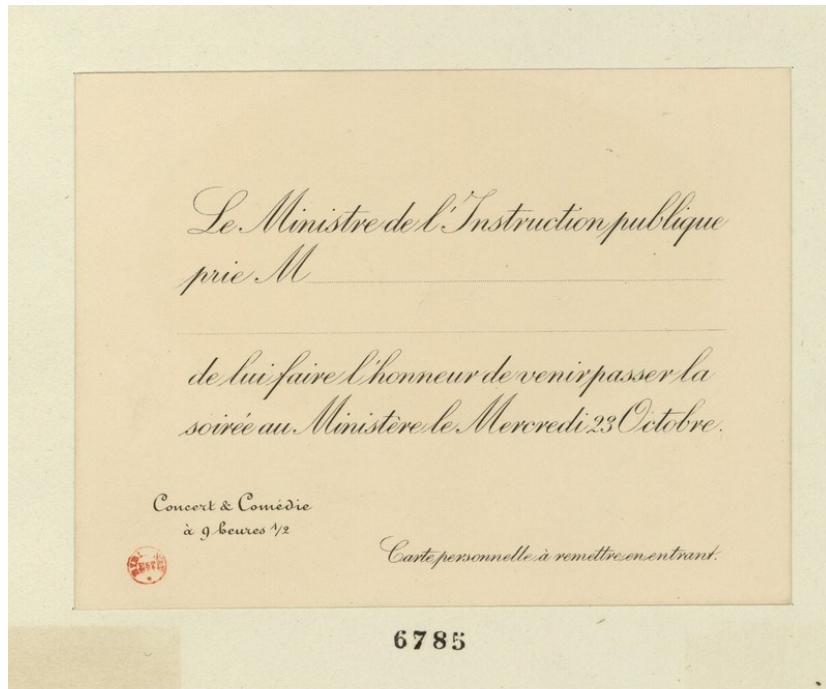 Le Ministre de l'Instruction publique
prie M
de lui faire l'honneur de venir passer la
soirée au Ministère le Mercredi 23 Octobre.
Concert & Comédie
à 9 heures 1/2
Carte personnelle à remettre en entrant.
6785